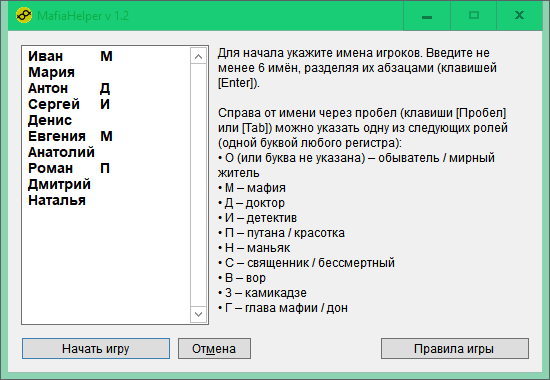 MafiaHelper v 1.2
Иван М
Мария
Антон Д
Сергей И
Денис
Евгения М
Анатолий
Роман П
Дмитрий
Наталья
Для начала укажите имена игроков. Введите не
менее 6 имён, разделяя их абзацами (клавишей
[Enter]).
Справа от имени через пробел (клавиши [Пробел]
или [Tab]) можно указать одну из следующих ролей
(одной буквой любого регистра):
• О (или буква не указана) – обыватель / мирный
житель
• М – мафия
• Д – доктор
• И – детектив
• П – путана / красотка
• Н – маньяк
• С – священник / бессмертный
• В – вор
• З – камикадзе
• Г – глава мафии / дон
Начать игру
Отмена
Правила игры